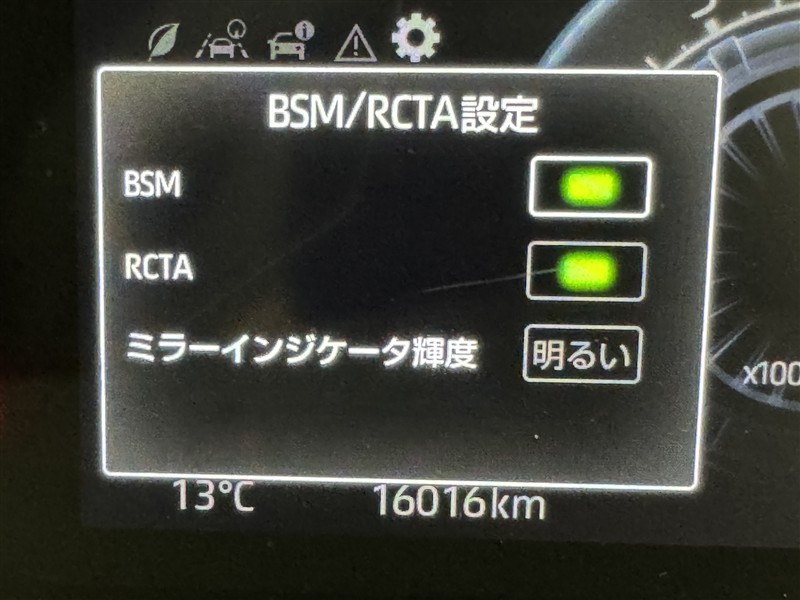 BSM/RCTA設定
BSM
RCTA
ミラーインジケータ輝度 明るい
x100
13°C 16016km